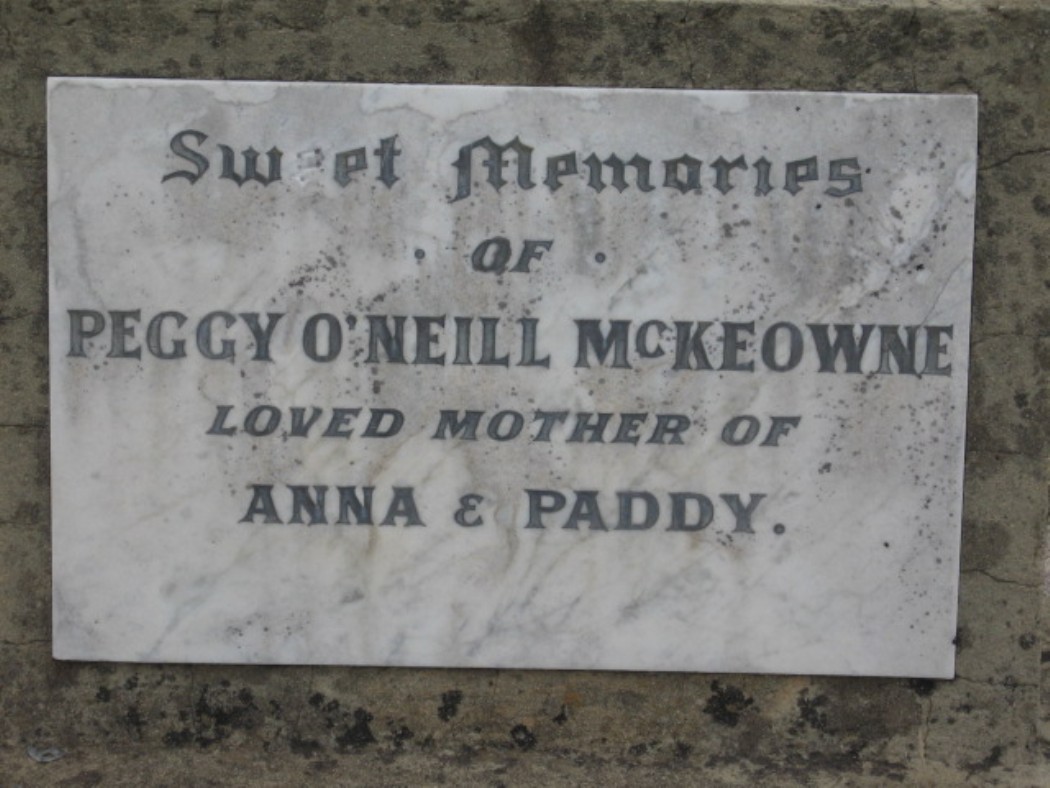 Sweet Memories
· OF ·
PEGGY O'NEILL McKEOWNE
LOVED MOTHER OF
ANNA & PADDY.